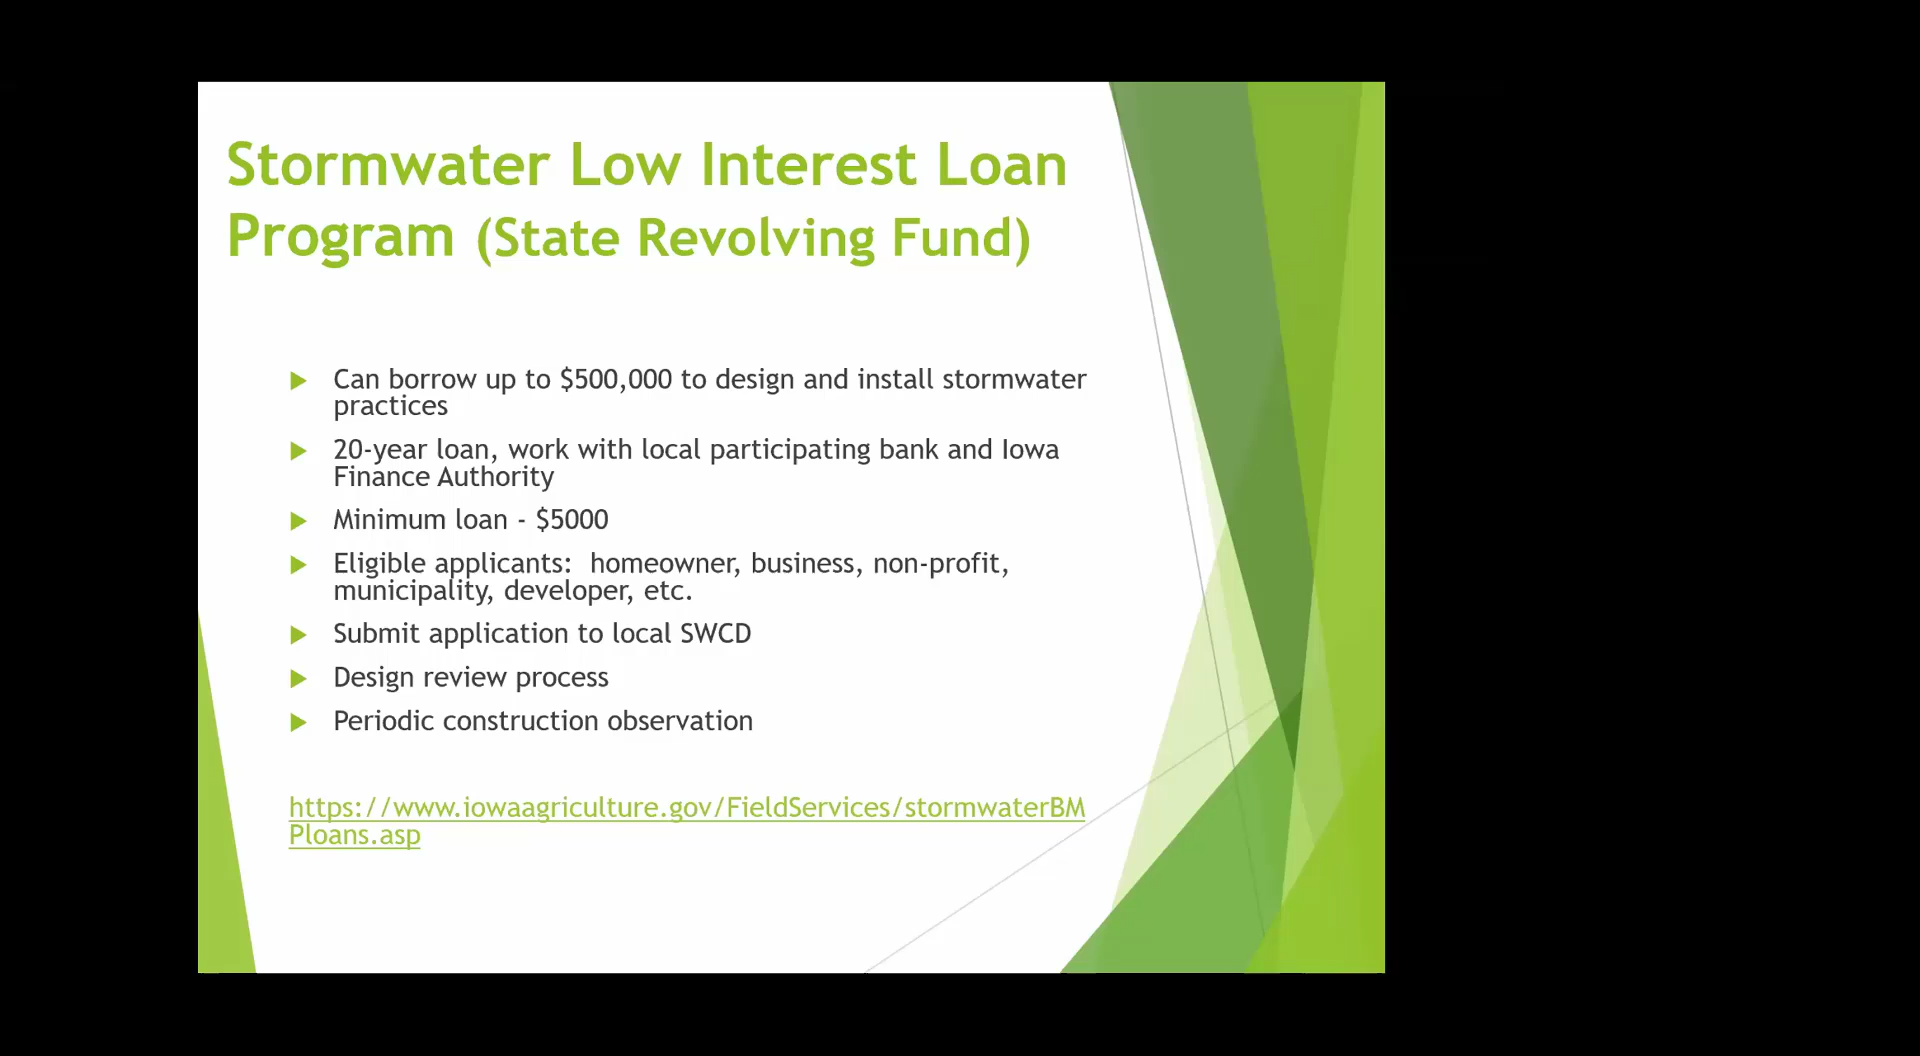 Stormwater Low Interest Loan
Program (State Revolving Fund)
Can borrow up to $500,000 to design and install stormwater
practices
20-year loan, work with local participating bank and Iowa
Finance Authority
Minimum loan - $5000
Eligible applicants:  homeowner, business, non-profit,
municipality, developer, etc.
Submit application to local SWCD
Design review process
Periodic construction observation
https://www.iowaagriculture.gov/FieldServices/stormwaterBM
Ploans.asp